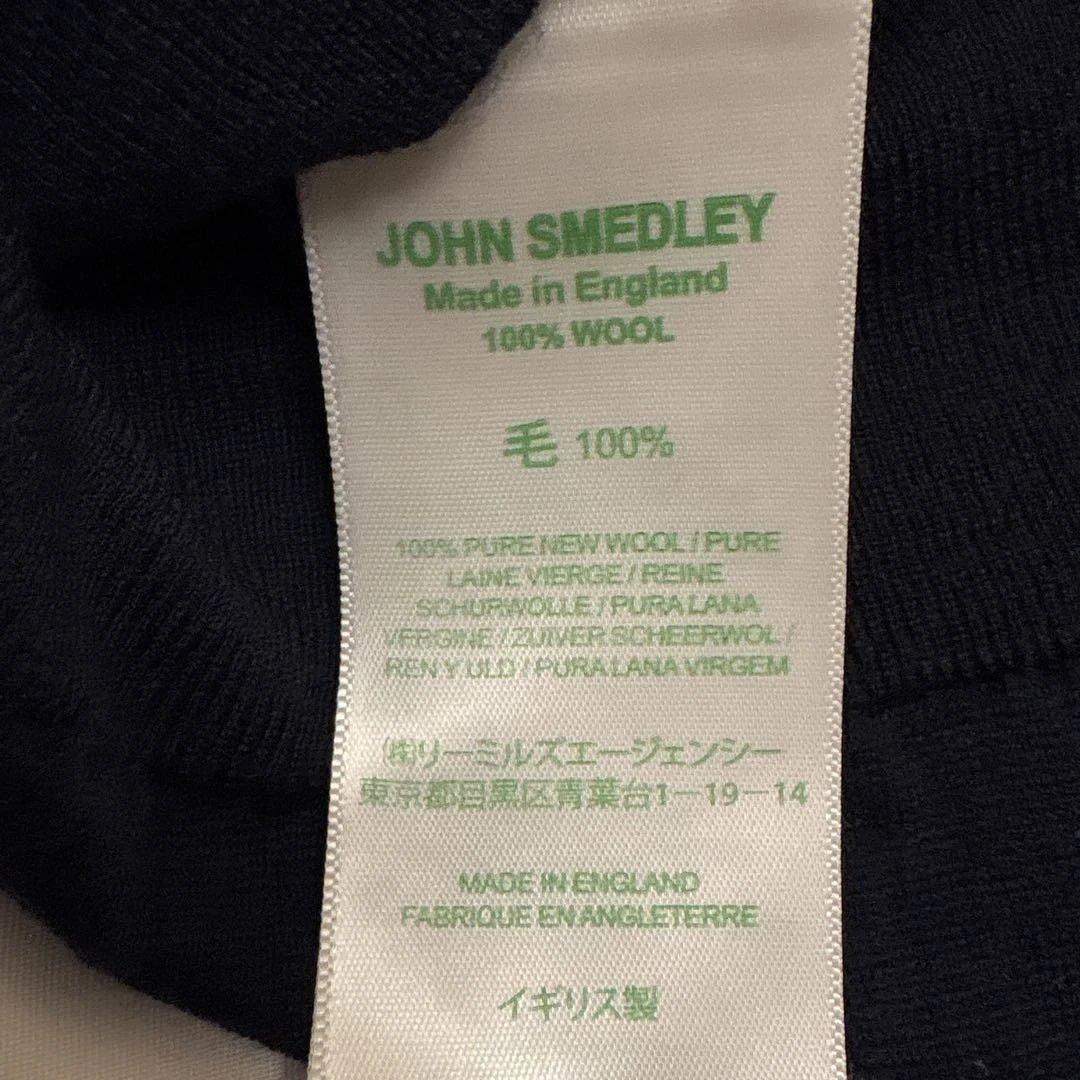 JOHN SMEDLEY
Made in England
100% WOOL
毛 100%
100% PURE NEW WOOL / PURE
LAINE VIERGE / REINE
SCHURWOLLE / PURA LANA
VERGINE / ZUIVER SCHEERWOL /
REN Y ULD / PURA LANA VIRGEM
㈱リーミルズエージェンシー
東京都目黒区青葉台1−19−14
MADE IN ENGLAND
FABRIQUE EN ANGLETERRE
イギリス製